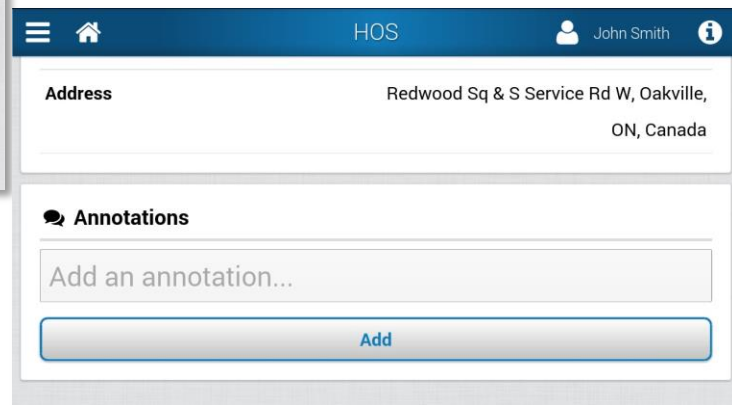 HOS
John Smith
Address
Redwood Sq & S Service Rd W, Oakville,
ON, Canada
Annotations
Add an annotation...
Add